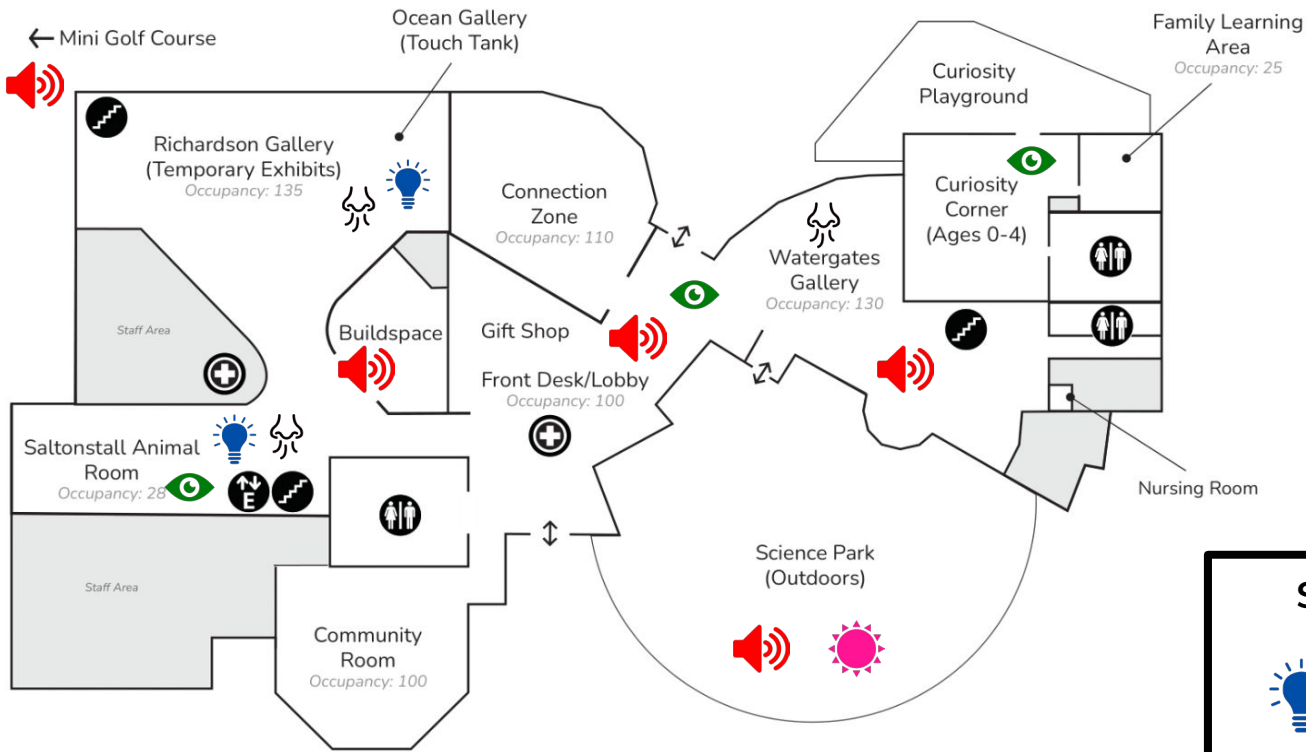 Mini Golf Course
Ocean Gallery
(Touch Tank)
Family Learning
Area
Occupancy: 25
Curiosity
Playground
Richardson Gallery
(Temporary Exhibits)
Occupancy: 135
Connection
Zone
Occupancy: 110
Curiosity
Corner
(Ages 0-4)
Watergates
Gallery
Occupancy: 130
Staff Area
Buildspace
Gift Shop
Front Desk/Lobby
Occupancy: 100
Saltonstall Animal
Room
Occupancy: 28
E
Nursing Room
Staff Area
Science Park
(Outdoors)
Community
Room
Occupancy: 100
S